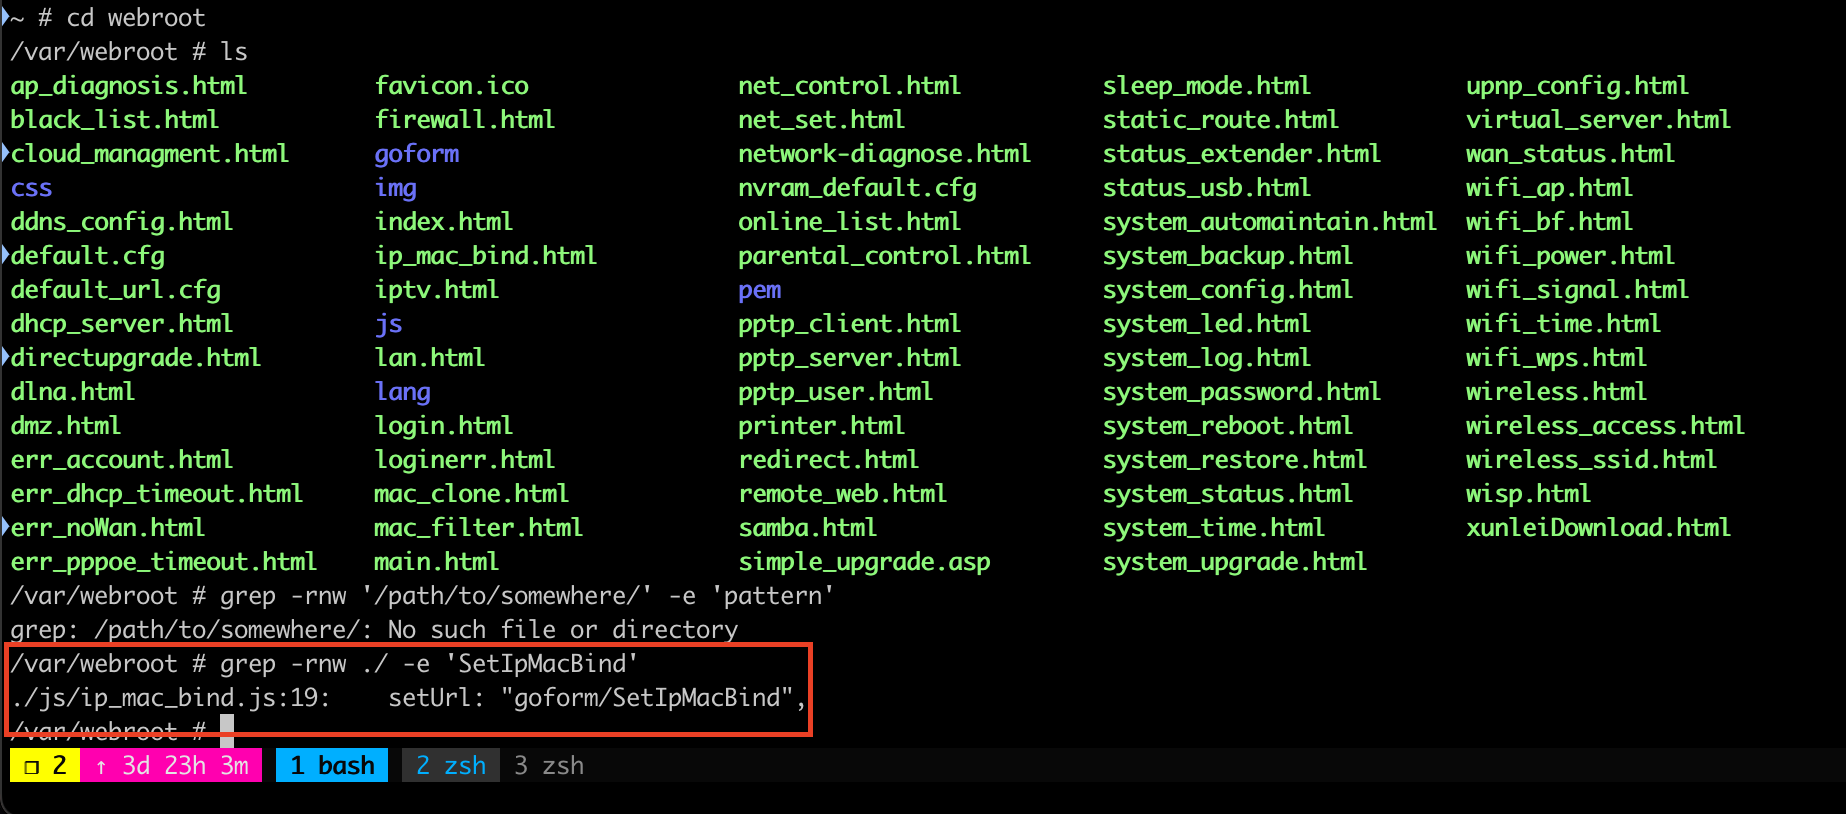 ~ # cd webroot
/var/webroot # ls
ap_diagnosis.html favicon.ico net_control.html sleep_mode.html upnp_config.html
black_list.html firewall.html net_set.html static_route.html virtual_server.html
cloud_managment.html goform network-diagnose.html status_extender.html wan_status.html
css img nvram_default.cfg status_usb.html wifi_ap.html
ddns_config.html index.html online_list.html system_automaintain.html wifi_bf.html
default.cfg ip_mac_bind.html parental_control.html system_backup.html wifi_power.html
default_url.cfg iptv.html pem system_config.html wifi_signal.html
dhcp_server.html js pptp_client.html system_led.html wifi_time.html
directupgrade.html lan.html pptp_server.html system_log.html wifi_wps.html
dlna.html lang pptp_user.html system_password.html wireless.html
dmz.html login.html printer.html system_reboot.html wireless_access.html
err_account.html loginerr.html redirect.html system_restore.html wireless_ssid.html
err_dhcp_timeout.html mac_clone.html remote_web.html system_status.html wisp.html
err_noWan.html mac_filter.html samba.html system_time.html xunleiDownload.html
err_pppoe_timeout.html main.html simple_upgrade.asp system_upgrade.html
/var/webroot # grep -rnw '/path/to/somewhere/' -e 'pattern'
grep: /path/to/somewhere/: No such file or directory
/var/webroot # grep -rnw ./ -e 'SetIpMacBind'
./js/ip_mac_bind.js:19:    setUrl: "goform/SetIpMacBind",
/var/webroot #
❐ 2 ↑ 3d 23h 3m 1 bash 2 zsh 3 zsh